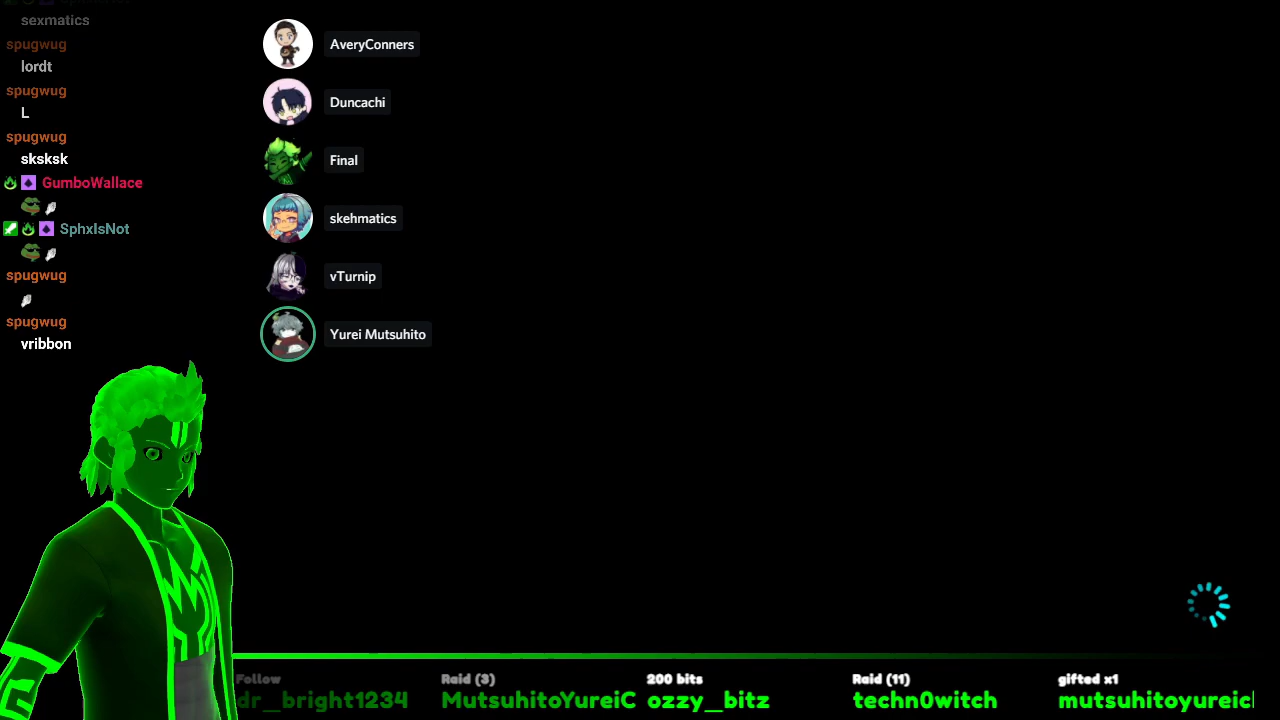 sexmatics
spugwug
lordt
spugwug
L
spugwug
sksksk
GumboWallace
SphxIsNot
spugwug
spugwug
vribbon
AveryConners
Duncachi
Final
skehmatics
vTurnip
Yurei Mutsuhito
Follow
dr_bright1234
Raid (3)
MutsuhitoYureiC
200 bits
ozzy_bitz
Raid (11)
techn0witch
gifted x1
mutsuhitoyureic